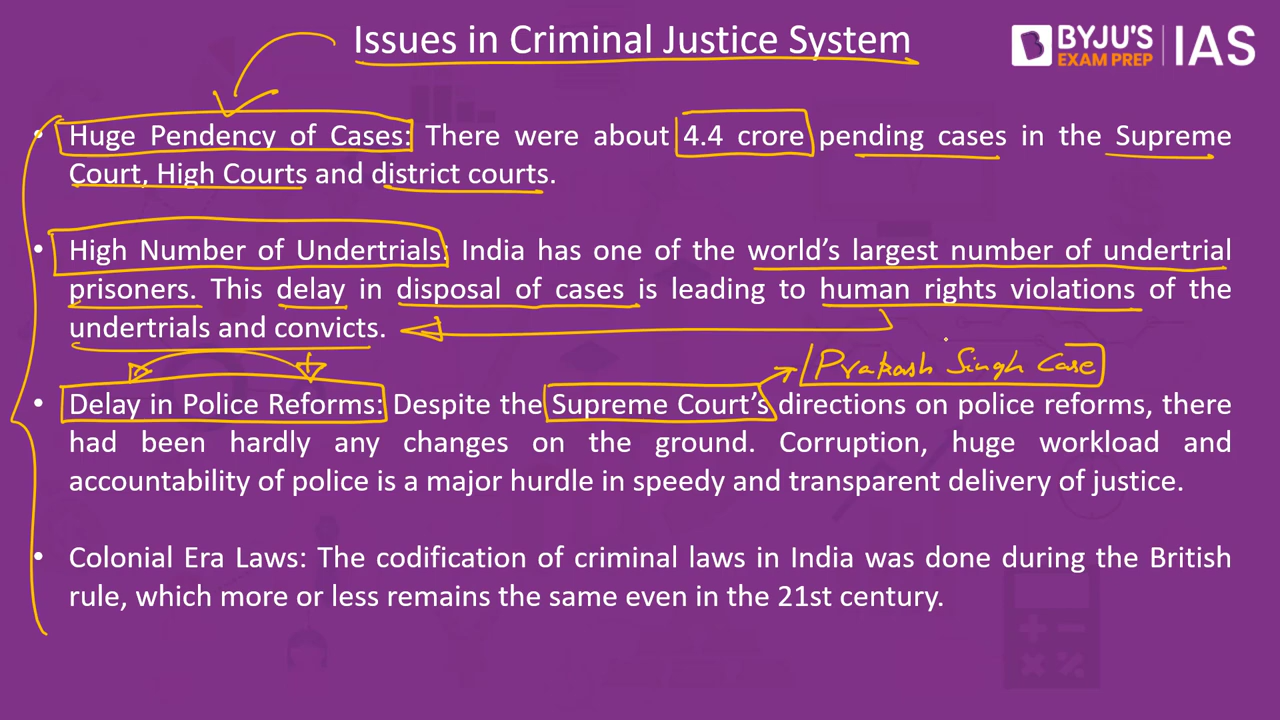 Issues in Criminal Justice System
BYJU'S
EXAM PREP
IAS
• Huge Pendency of Cases: There were about 4.4 crore pending cases in the Supreme
Court, High Courts and district courts.
• High Number of Undertrials: India has one of the world's largest number of undertrial
prisoners. This delay in disposal of cases is leading to human rights violations of the
undertrials and convicts.
Prakash Singh Case
• Delay in Police Reforms: Despite the Supreme Court's directions on police reforms, there
had been hardly any changes on the ground. Corruption, huge workload and
accountability of police is a major hurdle in speedy and transparent delivery of justice.
• Colonial Era Laws: The codification of criminal laws in India was done during the British
rule, which more or less remains the same even in the 21st century.